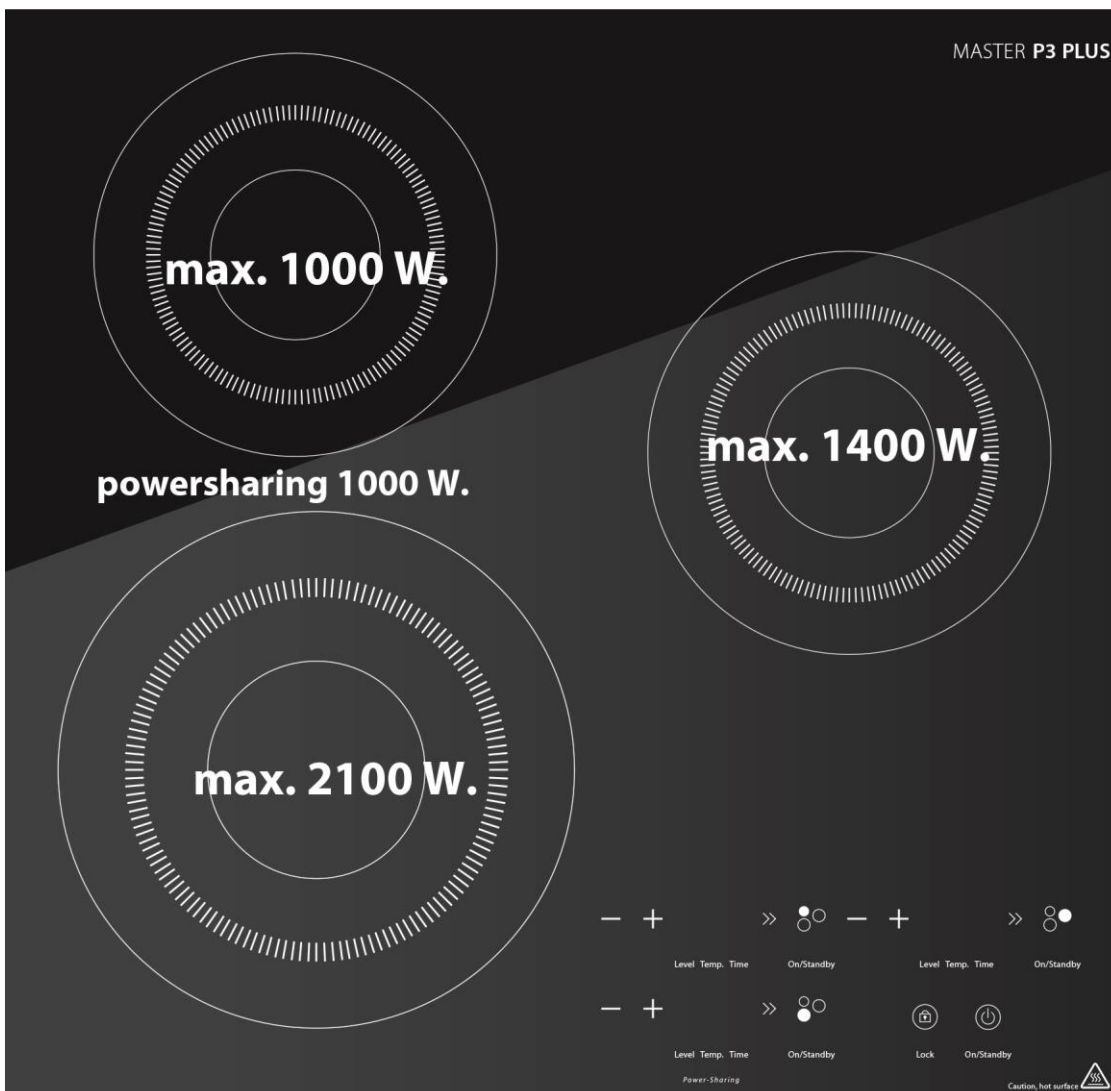 MASTER P3 PLUS
max. 1000 W.
max. 1400 W.
powersharing 1000 W.
max. 2100 W.
− + » − + »
Level Temp. Time On/Standby Level Temp. Time On/Standby
− + »
Level Temp. Time On/Standby Lock On/Standby
Power-Sharing
Caution, hot surface